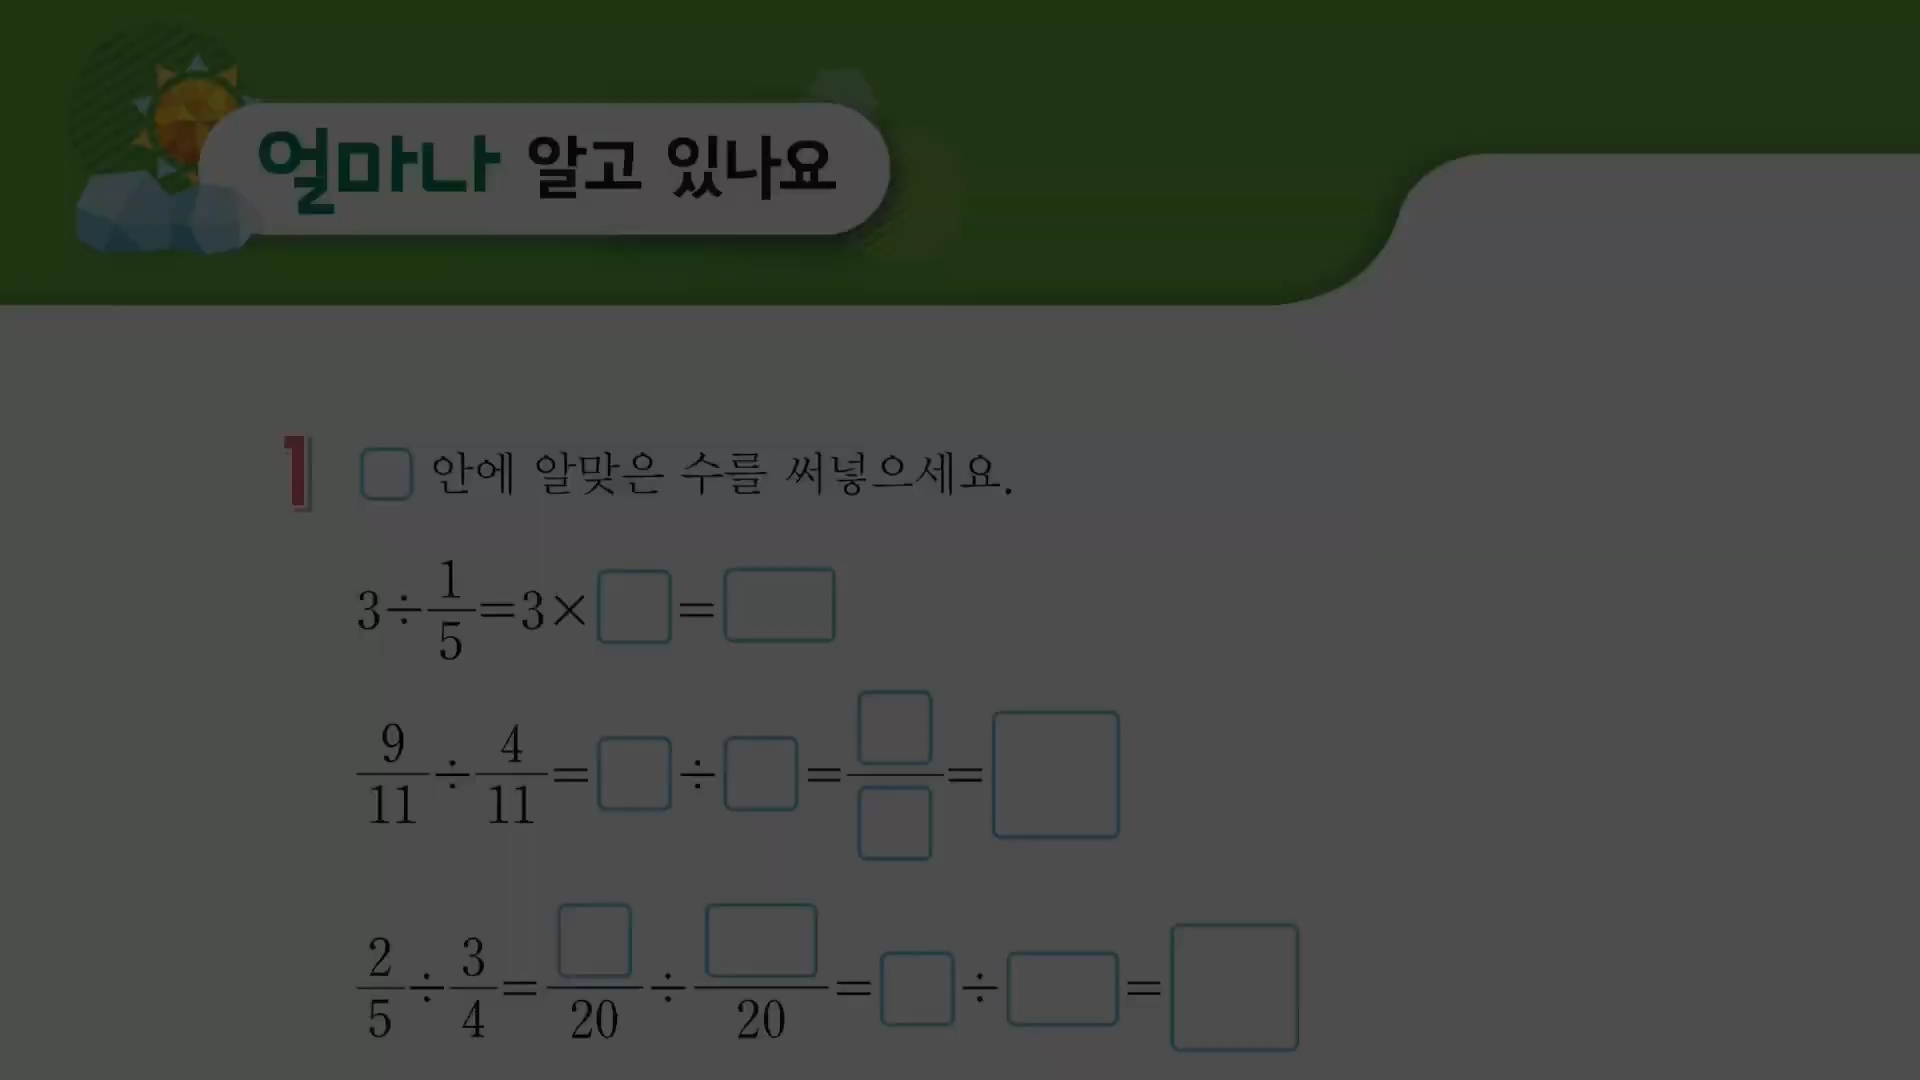 얼마나 알고 있나요
1 □ 안에 알맞은 수를 써넣으세요.
3÷1/5=3×□=□
9/11÷4/11=□÷□=□/□=□
2/5÷3/4=□/20÷□/20=□÷□=□